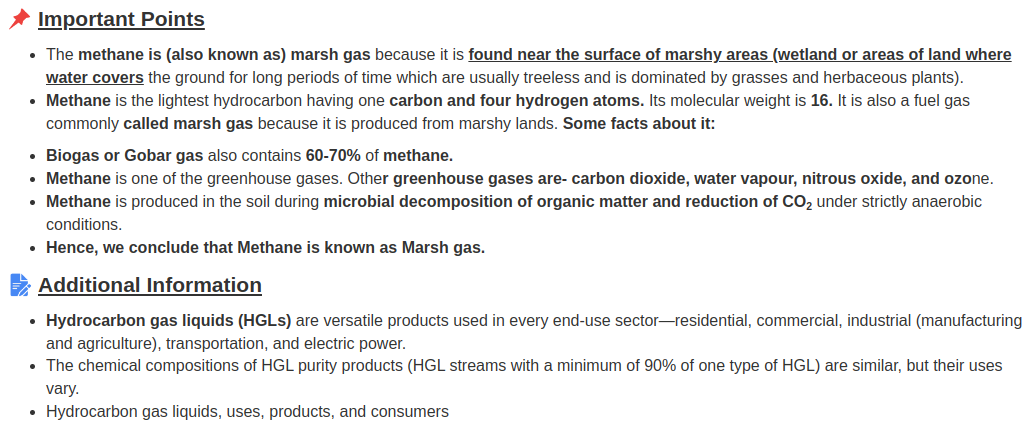 Important Points
• The methane is (also known as) marsh gas because it is found near the surface of marshy areas (wetland or areas of land where
water covers the ground for long periods of time which are usually treeless and is dominated by grasses and herbaceous plants).
• Methane is the lightest hydrocarbon having one carbon and four hydrogen atoms. Its molecular weight is 16. It is also a fuel gas
commonly called marsh gas because it is produced from marshy lands. Some facts about it:
• Biogas or Gobar gas also contains 60-70% of methane.
• Methane is one of the greenhouse gases. Other greenhouse gases are- carbon dioxide, water vapour, nitrous oxide, and ozone.
• Methane is produced in the soil during microbial decomposition of organic matter and reduction of CO₂ under strictly anaerobic
conditions.
• Hence, we conclude that Methane is known as Marsh gas.
Additional Information
• Hydrocarbon gas liquids (HGLs) are versatile products used in every end-use sector—residential, commercial, industrial (manufacturing
and agriculture), transportation, and electric power.
• The chemical compositions of HGL purity products (HGL streams with a minimum of 90% of one type of HGL) are similar, but their uses
vary.
• Hydrocarbon gas liquids, uses, products, and consumers